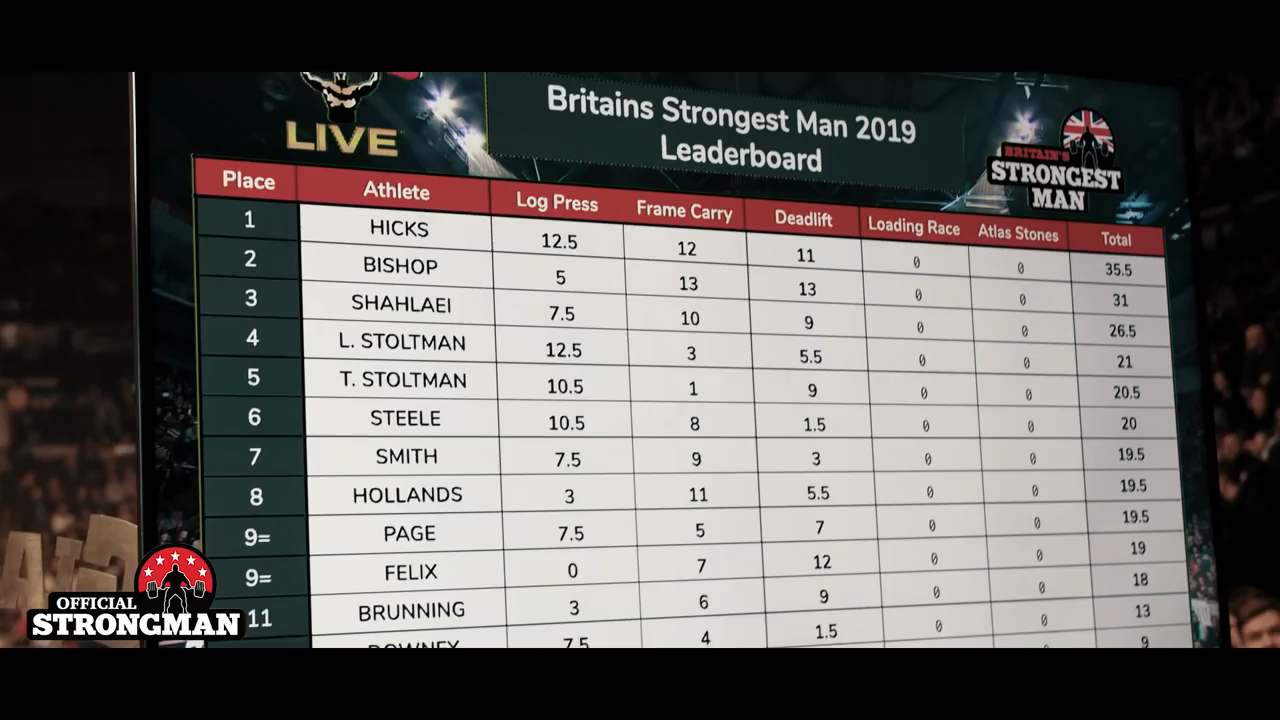 LIVE
Britains Strongest Man 2019
Leaderboard
BRITAIN'S
STRONGEST
MAN
Place Athlete Log Press Frame Carry Deadlift Loading Race Atlas Stones Total
1 HICKS 12.5 12 11 0 0 35.5
2 BISHOP 5 13 13 0 0 31
3 SHAHLAEI 7.5 10 9 0 0 26.5
4 L. STOLTMAN 12.5 3 5.5 0 0 21
5 T. STOLTMAN 10.5 1 9 0 0 20.5
6 STEELE 10.5 8 1.5 0 0 20
7 SMITH 7.5 9 3 0 0 19.5
8 HOLLANDS 3 11 5.5 0 0 19.5
9= PAGE 7.5 5 7 0 0 19.5
9= FELIX 0 7 12 0 0 19
11 BRUNNING 3 6 9 0 0 18
DOWNEY 7.5 4 1.5 0 0 13
9
OFFICIAL
STRONGMAN